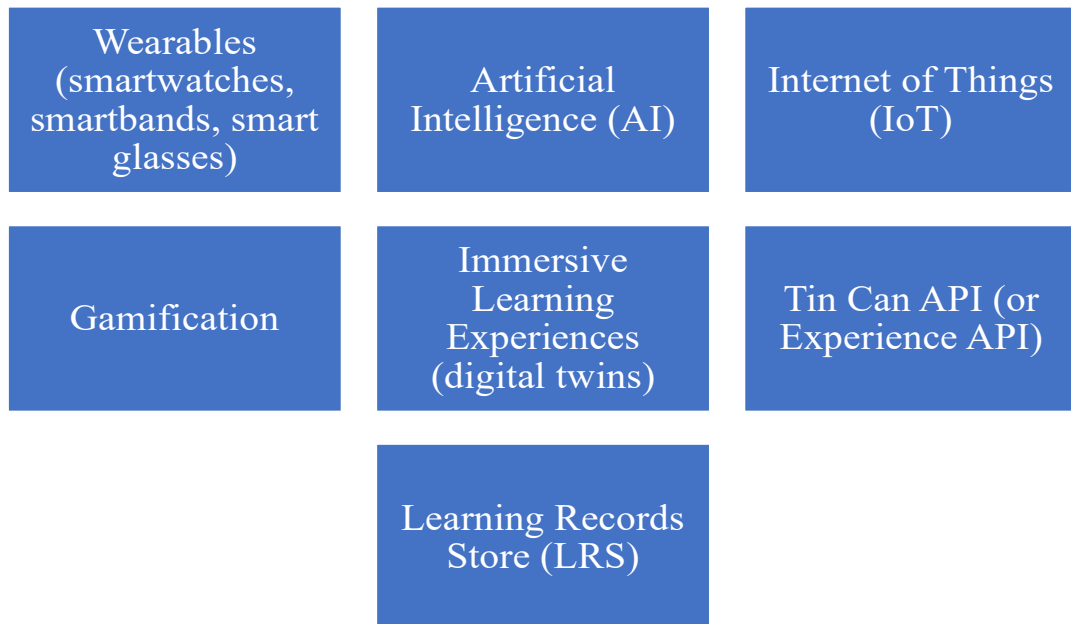 Wearables
(smartwatches,
smartbands, smart
glasses)
Artificial
Intelligence (AI)
Internet of Things
(IoT)
Gamification
Immersive
Learning
Experiences
(digital twins)
Tin Can API (or
Experience API)
Learning Records
Store (LRS)